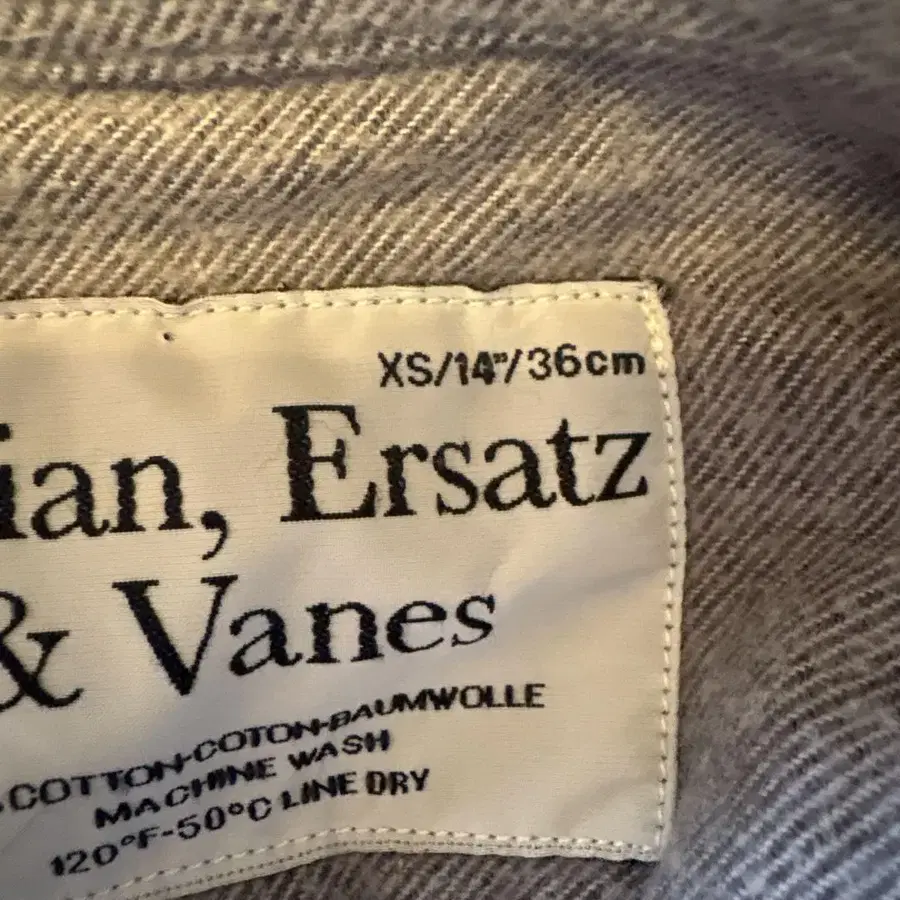 XS/14"/36cm
ian, Ersatz
& Vanes
COTTON-COTON-BAUMWOLLE
MACHINE WASH
120°F-50°C LINE DRY